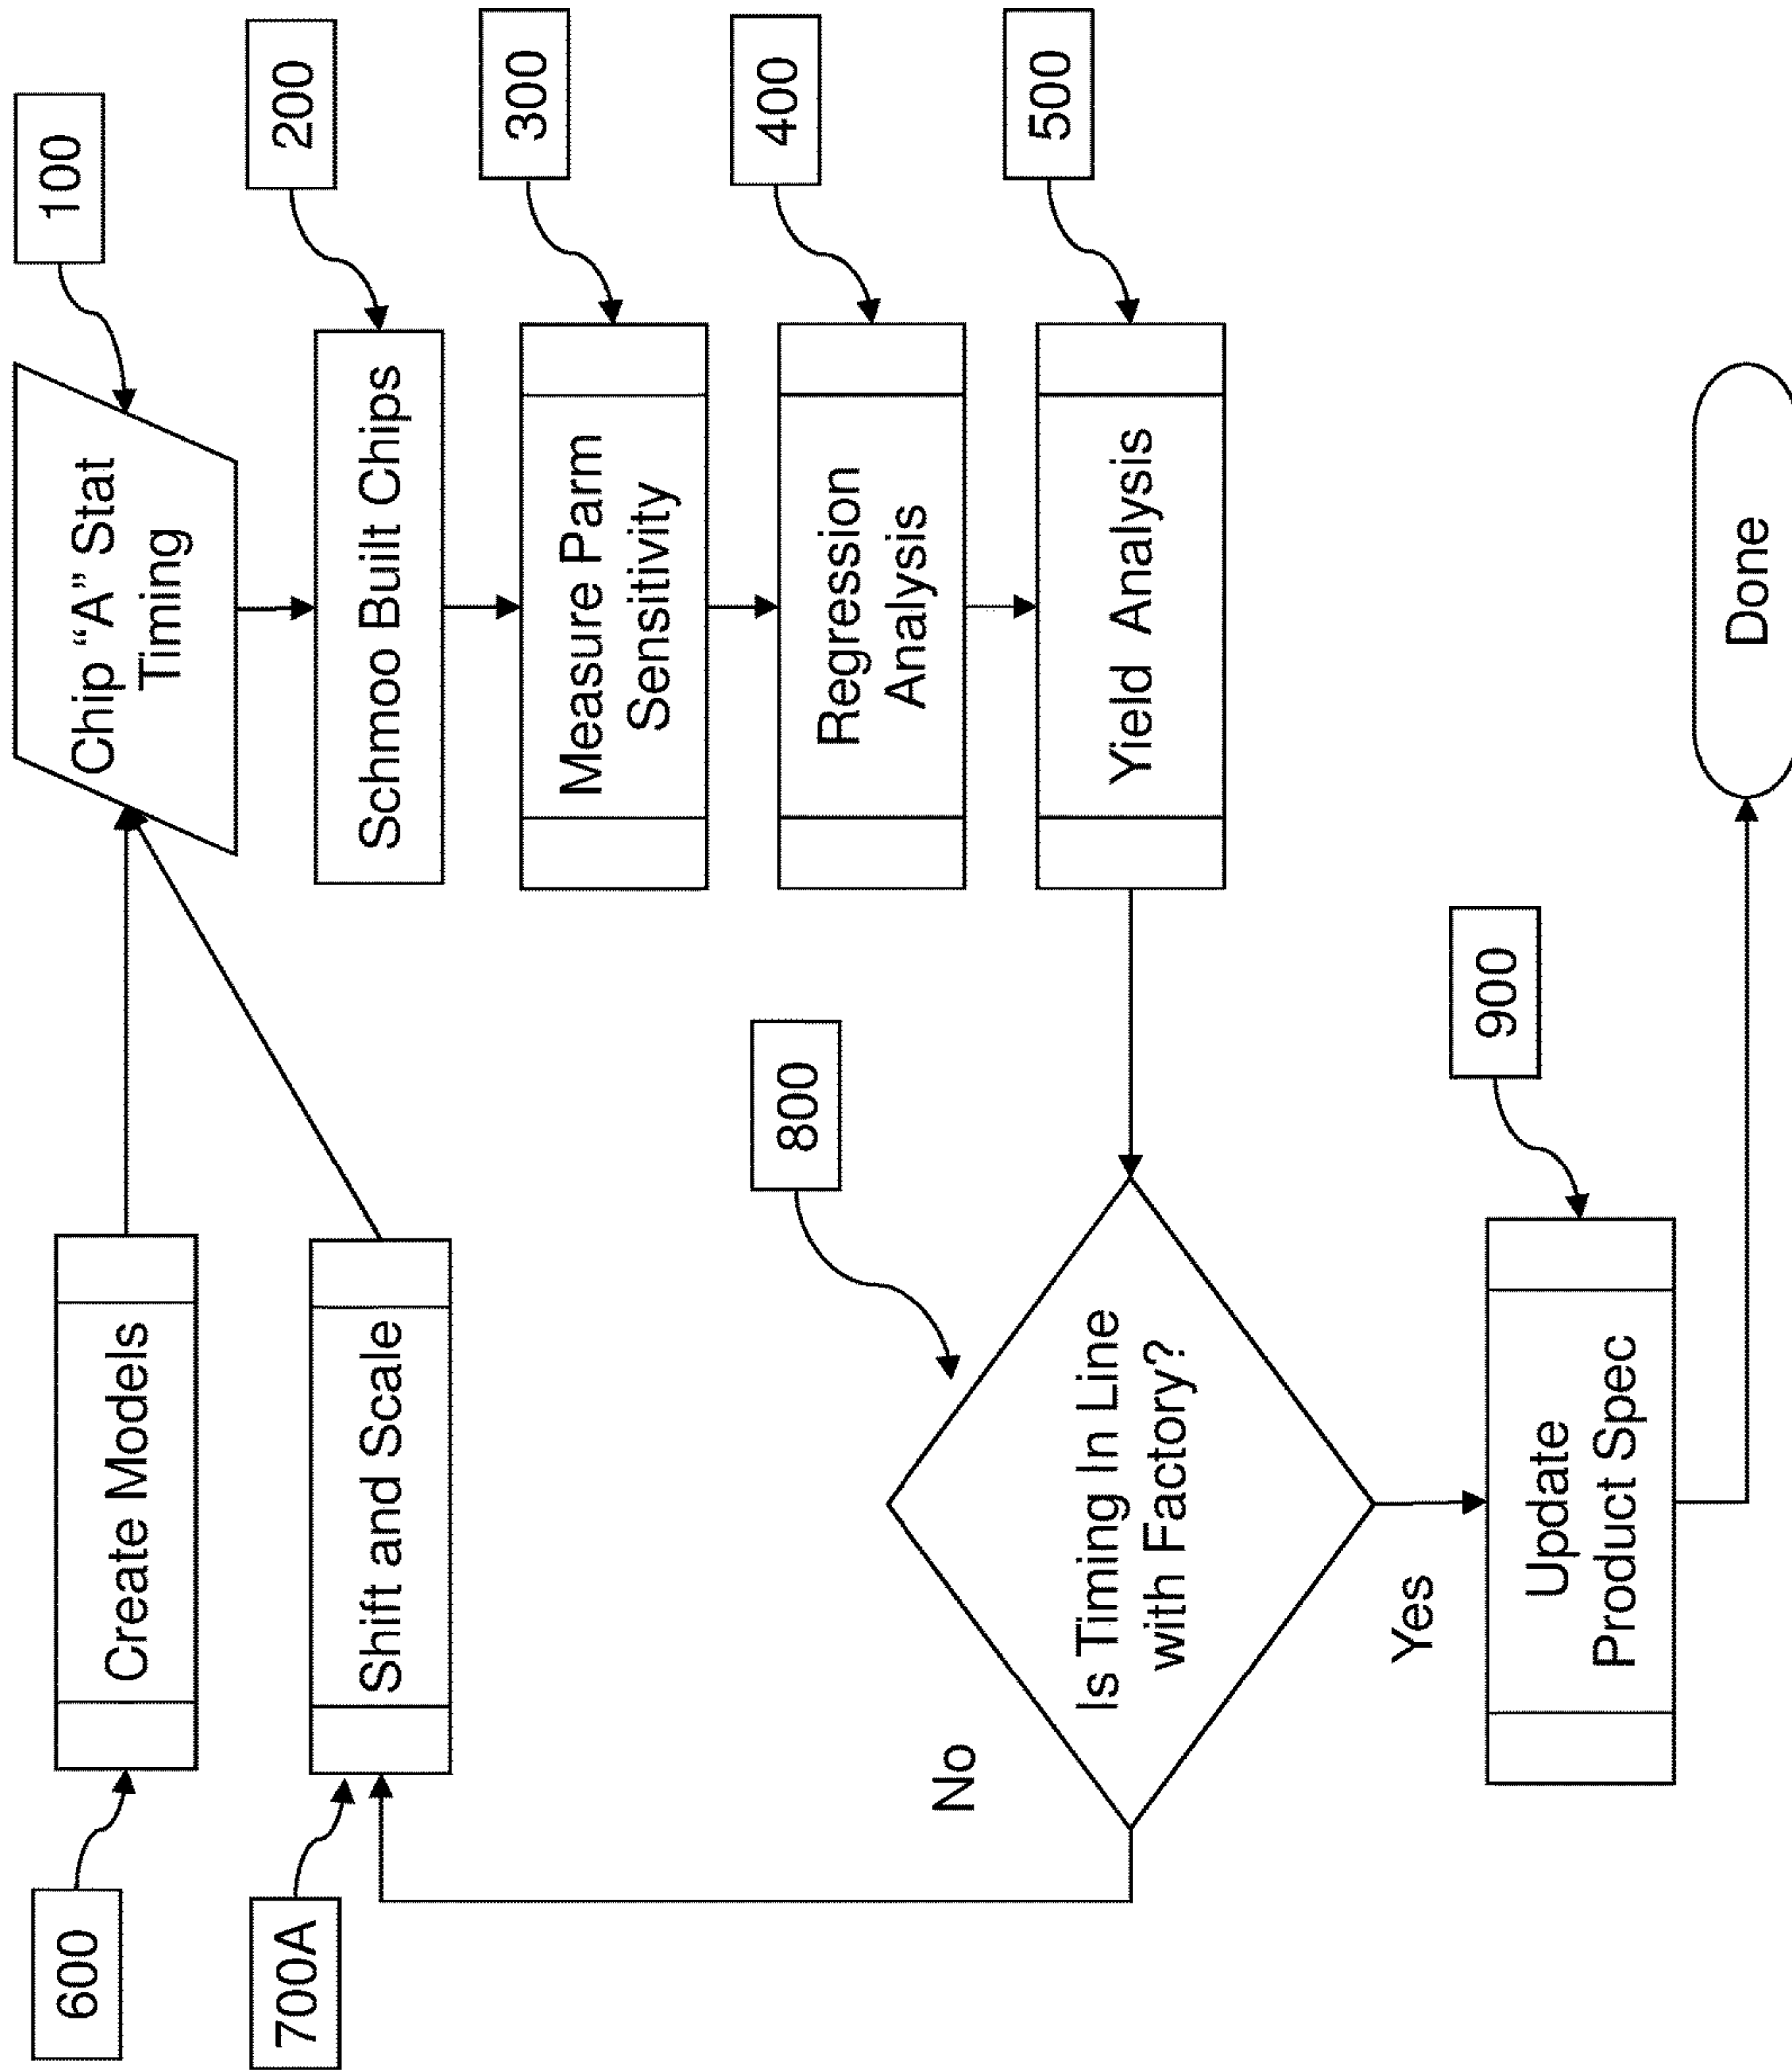 600
Create Models
100
Chip “A” Stat
Timing
700A
Shift and Scale
200
Schmoo Built Chips
300
Measure Parm
Sensitivity
400
Regression
Analysis
500
Yield Analysis
800
Is Timing In Line
with Factory?
No
Yes
900
Update
Product Spec
Done